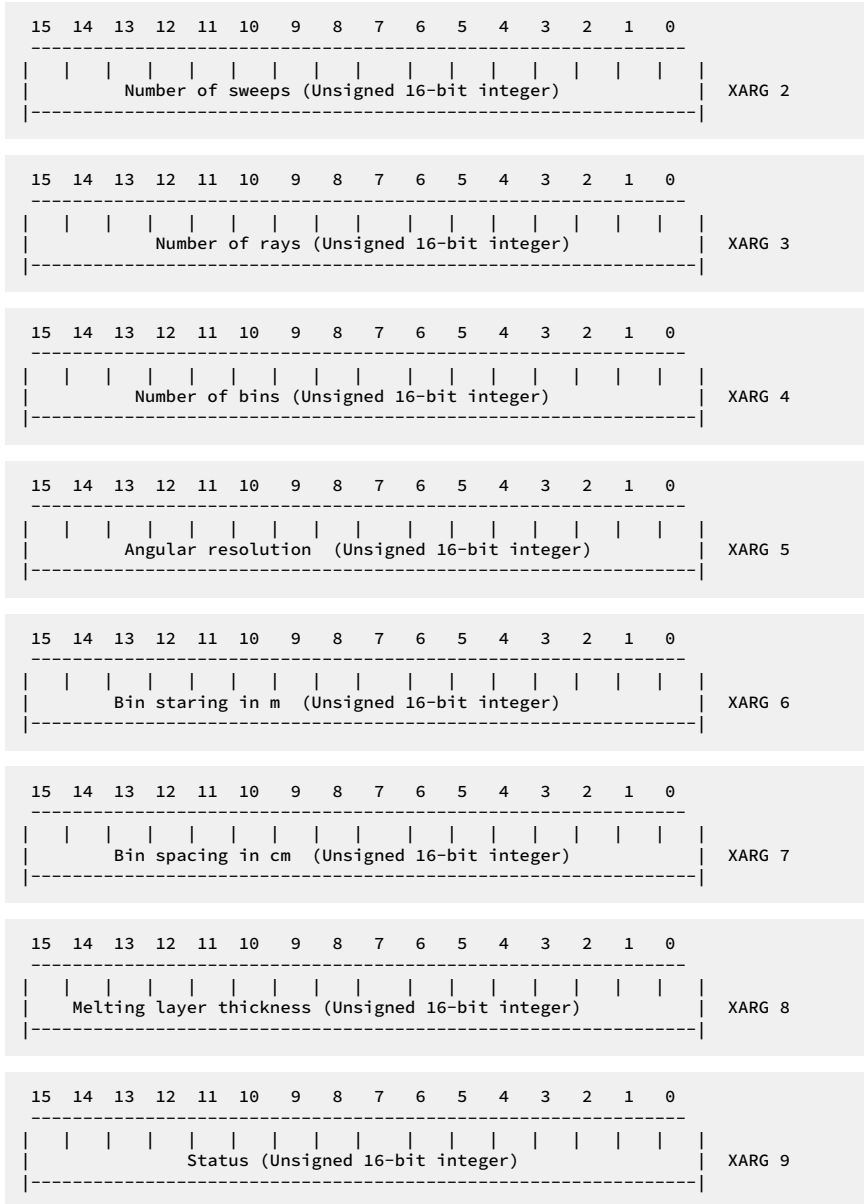 15 14 13 12 11 10 9 8 7 6 5 4 3 2 1 0
-----------------------------------------------------------------
| | | | | | | | | | | | | | | | |
| Number of sweeps (Unsigned 16-bit integer) | XARG 2
|----------------------------------------------------------------|
15 14 13 12 11 10 9 8 7 6 5 4 3 2 1 0
-----------------------------------------------------------------
| | | | | | | | | | | | | | | | |
| Number of rays (Unsigned 16-bit integer) | XARG 3
|----------------------------------------------------------------|
15 14 13 12 11 10 9 8 7 6 5 4 3 2 1 0
-----------------------------------------------------------------
| | | | | | | | | | | | | | | | |
| Number of bins (Unsigned 16-bit integer) | XARG 4
|----------------------------------------------------------------|
15 14 13 12 11 10 9 8 7 6 5 4 3 2 1 0
-----------------------------------------------------------------
| | | | | | | | | | | | | | | | |
| Angular resolution (Unsigned 16-bit integer) | XARG 5
|----------------------------------------------------------------|
15 14 13 12 11 10 9 8 7 6 5 4 3 2 1 0
-----------------------------------------------------------------
| | | | | | | | | | | | | | | | |
| Bin staring in m (Unsigned 16-bit integer) | XARG 6
|----------------------------------------------------------------|
15 14 13 12 11 10 9 8 7 6 5 4 3 2 1 0
-----------------------------------------------------------------
| | | | | | | | | | | | | | | | |
| Bin spacing in cm (Unsigned 16-bit integer) | XARG 7
|----------------------------------------------------------------|
15 14 13 12 11 10 9 8 7 6 5 4 3 2 1 0
-----------------------------------------------------------------
| | | | | | | | | | | | | | | | |
| Melting layer thickness (Unsigned 16-bit integer) | XARG 8
|----------------------------------------------------------------|
15 14 13 12 11 10 9 8 7 6 5 4 3 2 1 0
-----------------------------------------------------------------
| | | | | | | | | | | | | | | | |
| Status (Unsigned 16-bit integer) | XARG 9
|----------------------------------------------------------------|